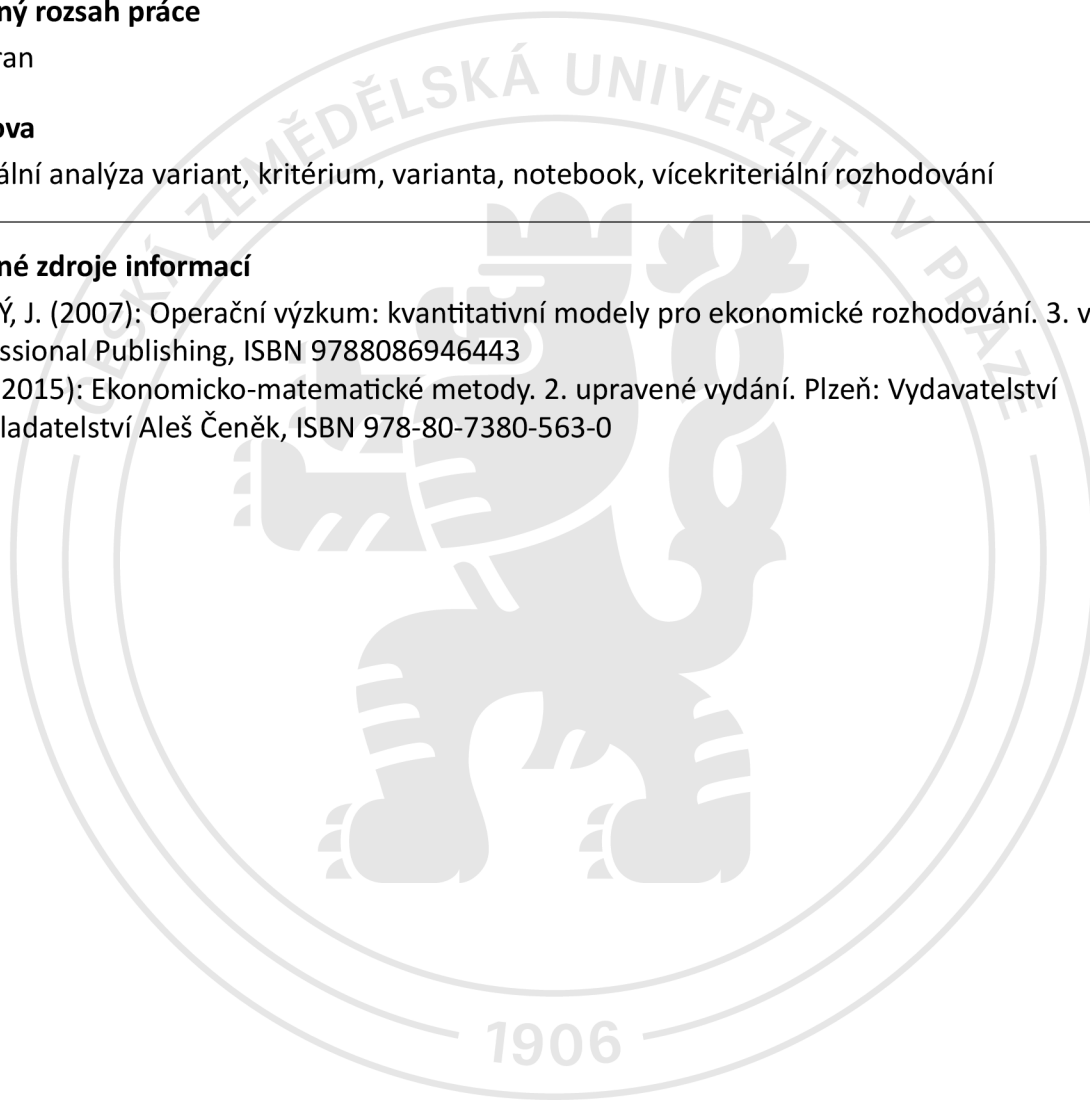 ný rozsah práce
ran
ova
ální analýza variant, kritérium, varianta, notebook, vícekriteriální rozhodování
né zdroje informací
Ý, J. (2007): Operační výzkum: kvantitativní modely pro ekonomické rozhodování. 3. v
ssional Publishing, ISBN 9788086946443
2015): Ekonomicko-matematické metody. 2. upravené vydání. Plzeň: Vydavatelství
ladatelství Aleš Čeněk, ISBN 978-80-7380-563-0
ČESKÁ ZEMĚDĚLSKÁ UNIVERZITA V PRAZE
1906